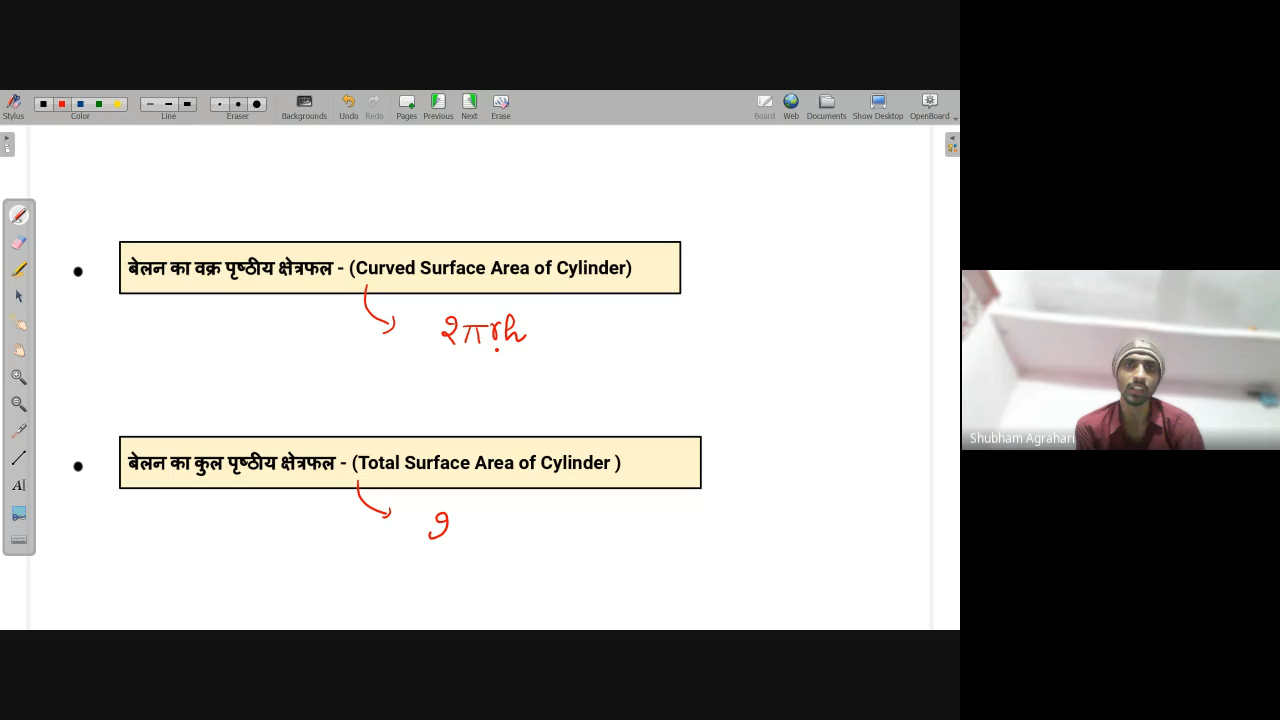 Stylus
Color
Line
Eraser
Backgrounds
Undo
Redo
Pages
Previous
Next
Erase
Board
Web
Documents
Show Desktop
OpenBoard
बेलन का वक्र पृष्ठीय क्षेत्रफल - (Curved Surface Area of Cylinder)
2πrh
Shubham Agrahari
बेलन का कुल पृष्ठीय क्षेत्रफल - (Total Surface Area of Cylinder )